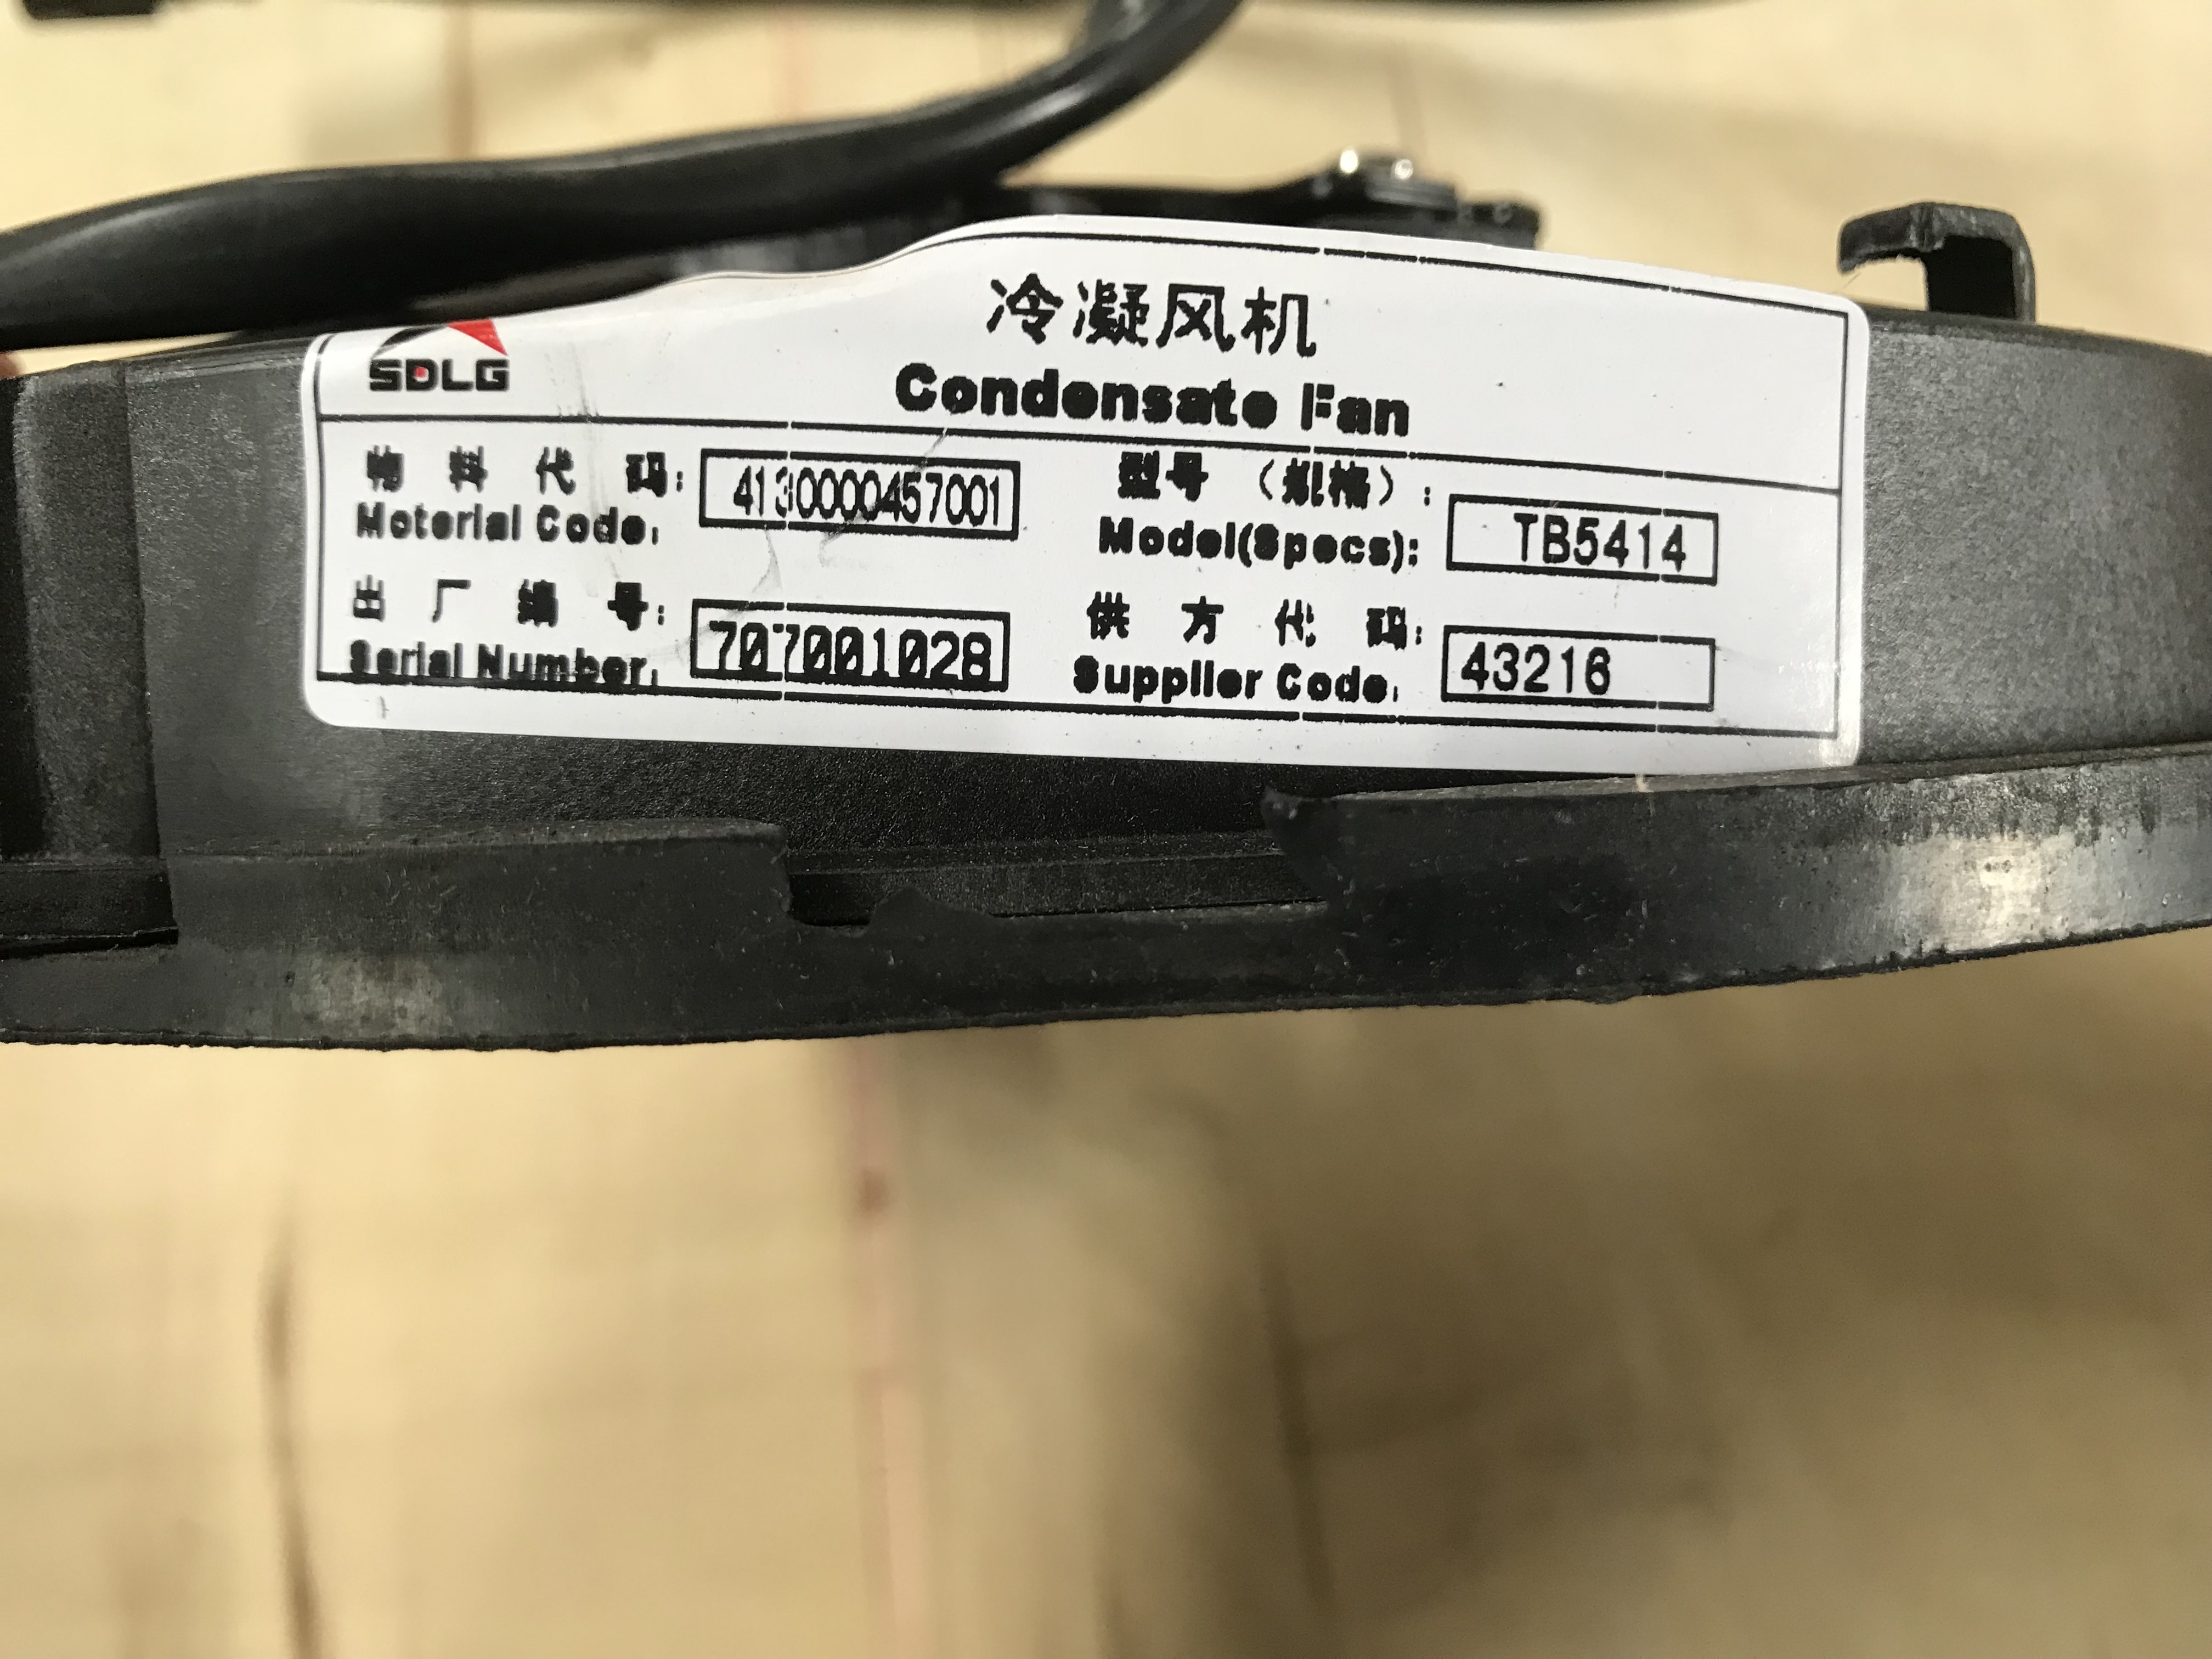 SDLG
冷凝风机
Condensate Fan
物料代码: 4130000457001
Material Code:
型号（规格）: TB5414
Model(Specs):
出厂编号: 707001028
Serial Number:
供方代码: 43216
Supplier Code: